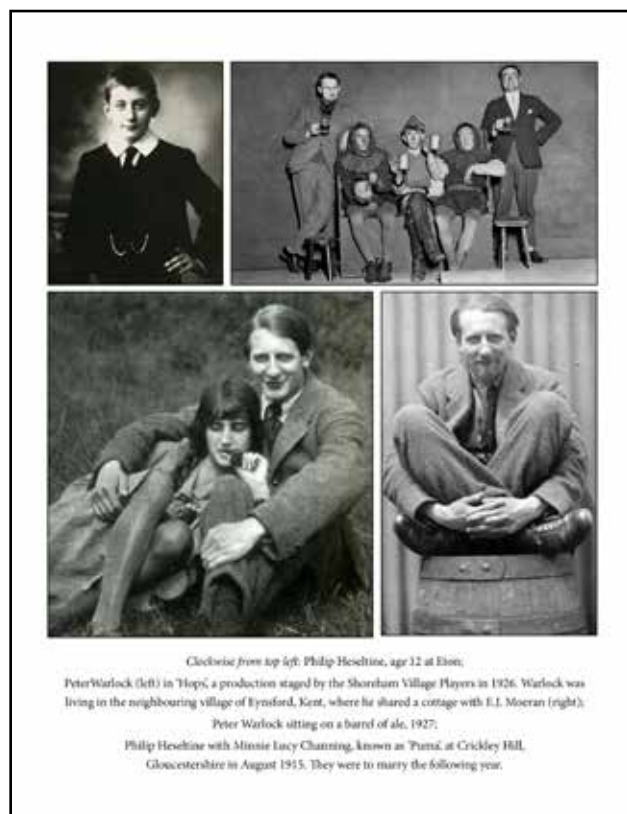 Clockwise from top left: Philip Heseltine, age 12 at Eton;
Peter Warlock (left) in 'Hops', a production staged by the Shoreham Village Players in 1926. Warlock was
living in the neighbouring village of Eynsford, Kent, where he shared a cottage with E.J. Moeran (right);
Peter Warlock sitting on a barrel of ale, 1927;
Philip Heseltine with Minnie Lucy Channing, known as 'Puma', at Crickley Hill,
Gloucestershire in August 1915. They were to marry the following year.